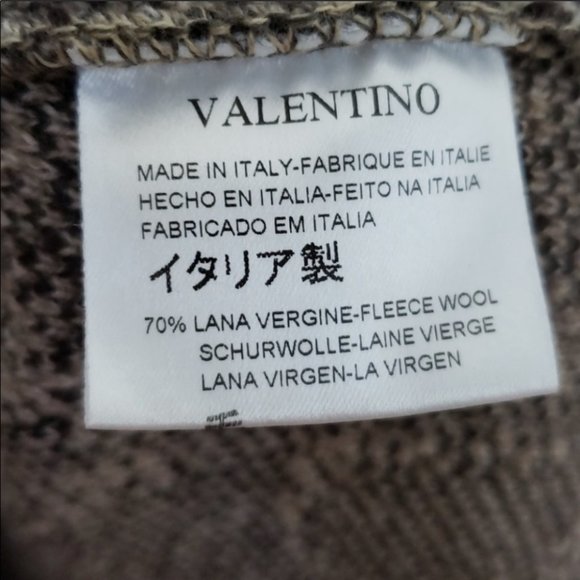 VALENTINO
MADE IN ITALY-FABRIQUE EN ITALIE
HECHO EN ITALIA-FEITO NA ITALIA
FABRICADO EM ITALIA
イタリア製
70% LANA VERGINE-FLEECE WOOL
SCHURWOLLE-LAINE VIERGE
LANA VIRGEN-LA VIRGEN